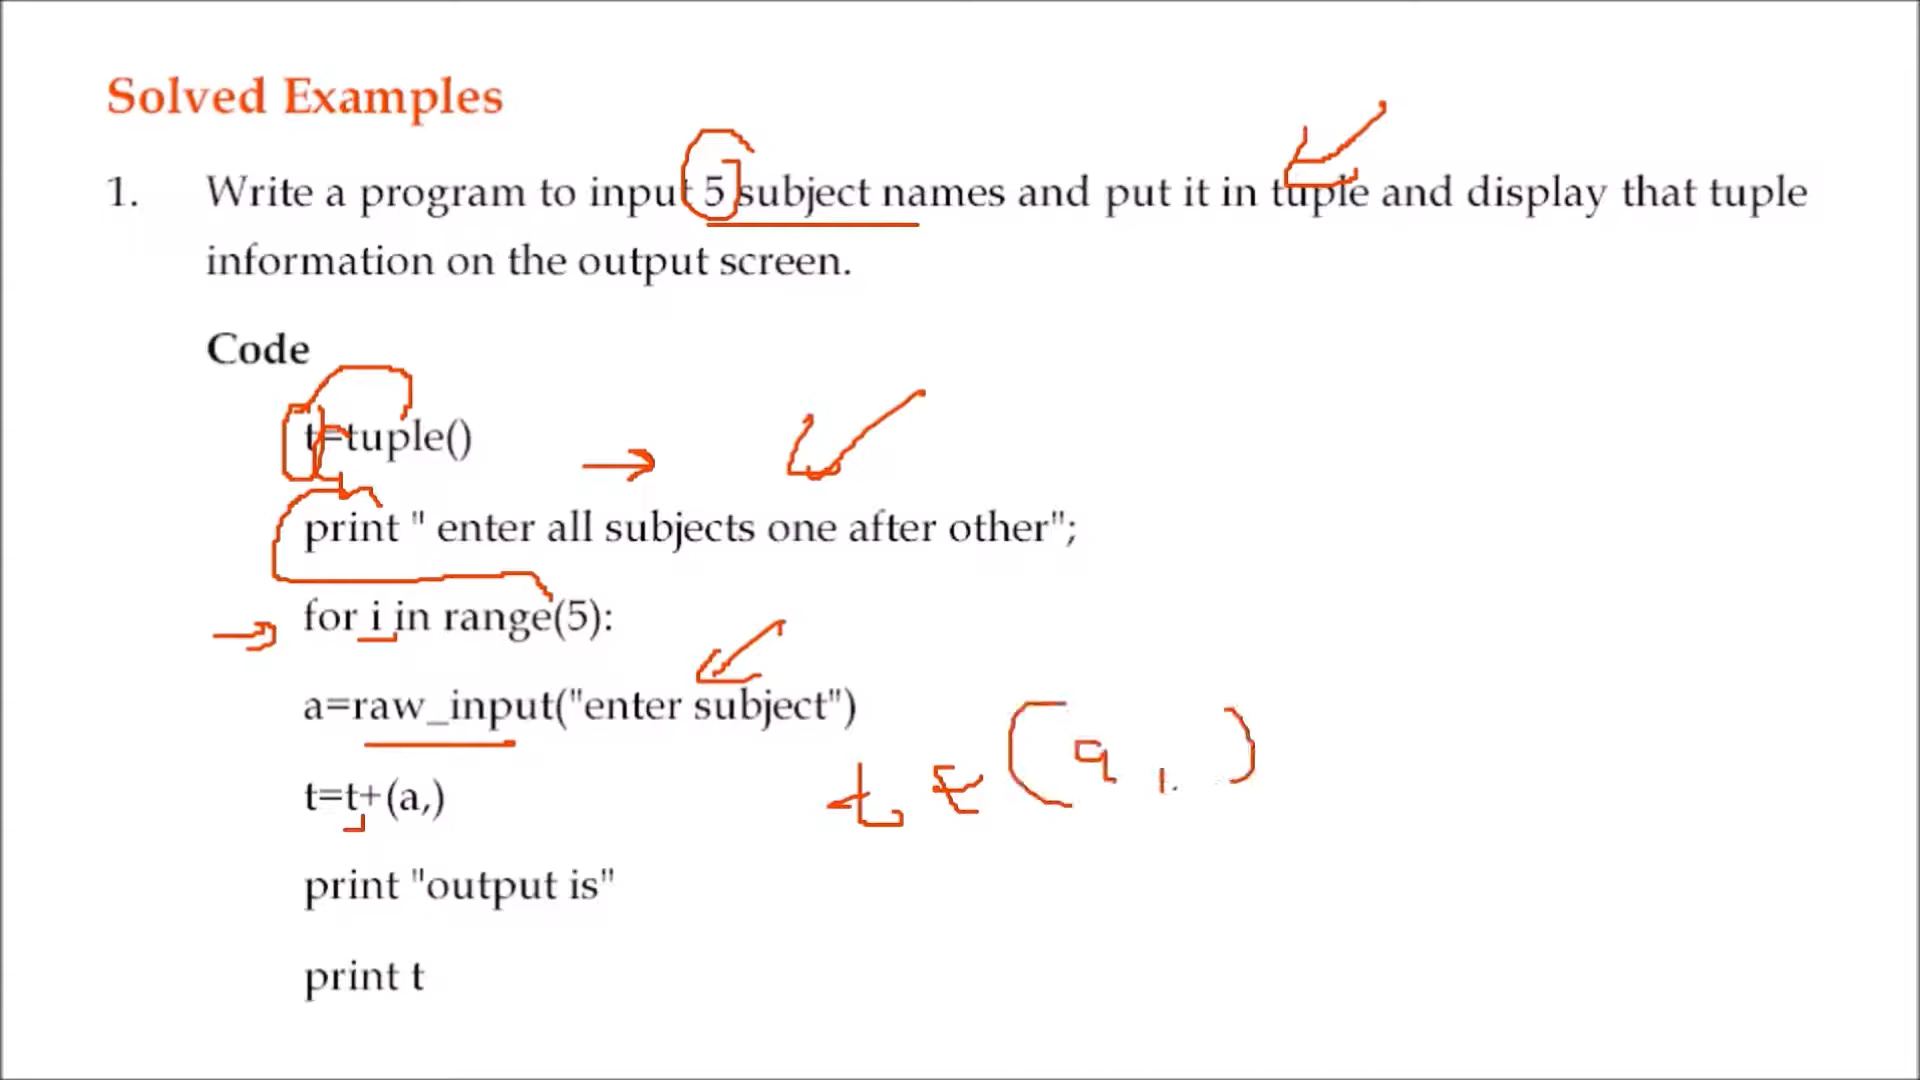 Solved Examples
1. Write a program to input 5 subject names and put it in tuple and display that tuple
information on the output screen.
Code
t=tuple()
print " enter all subjects one after other";
for i in range(5):
a=raw_input("enter subject")
t=t+(a,)
print "output is"
print t